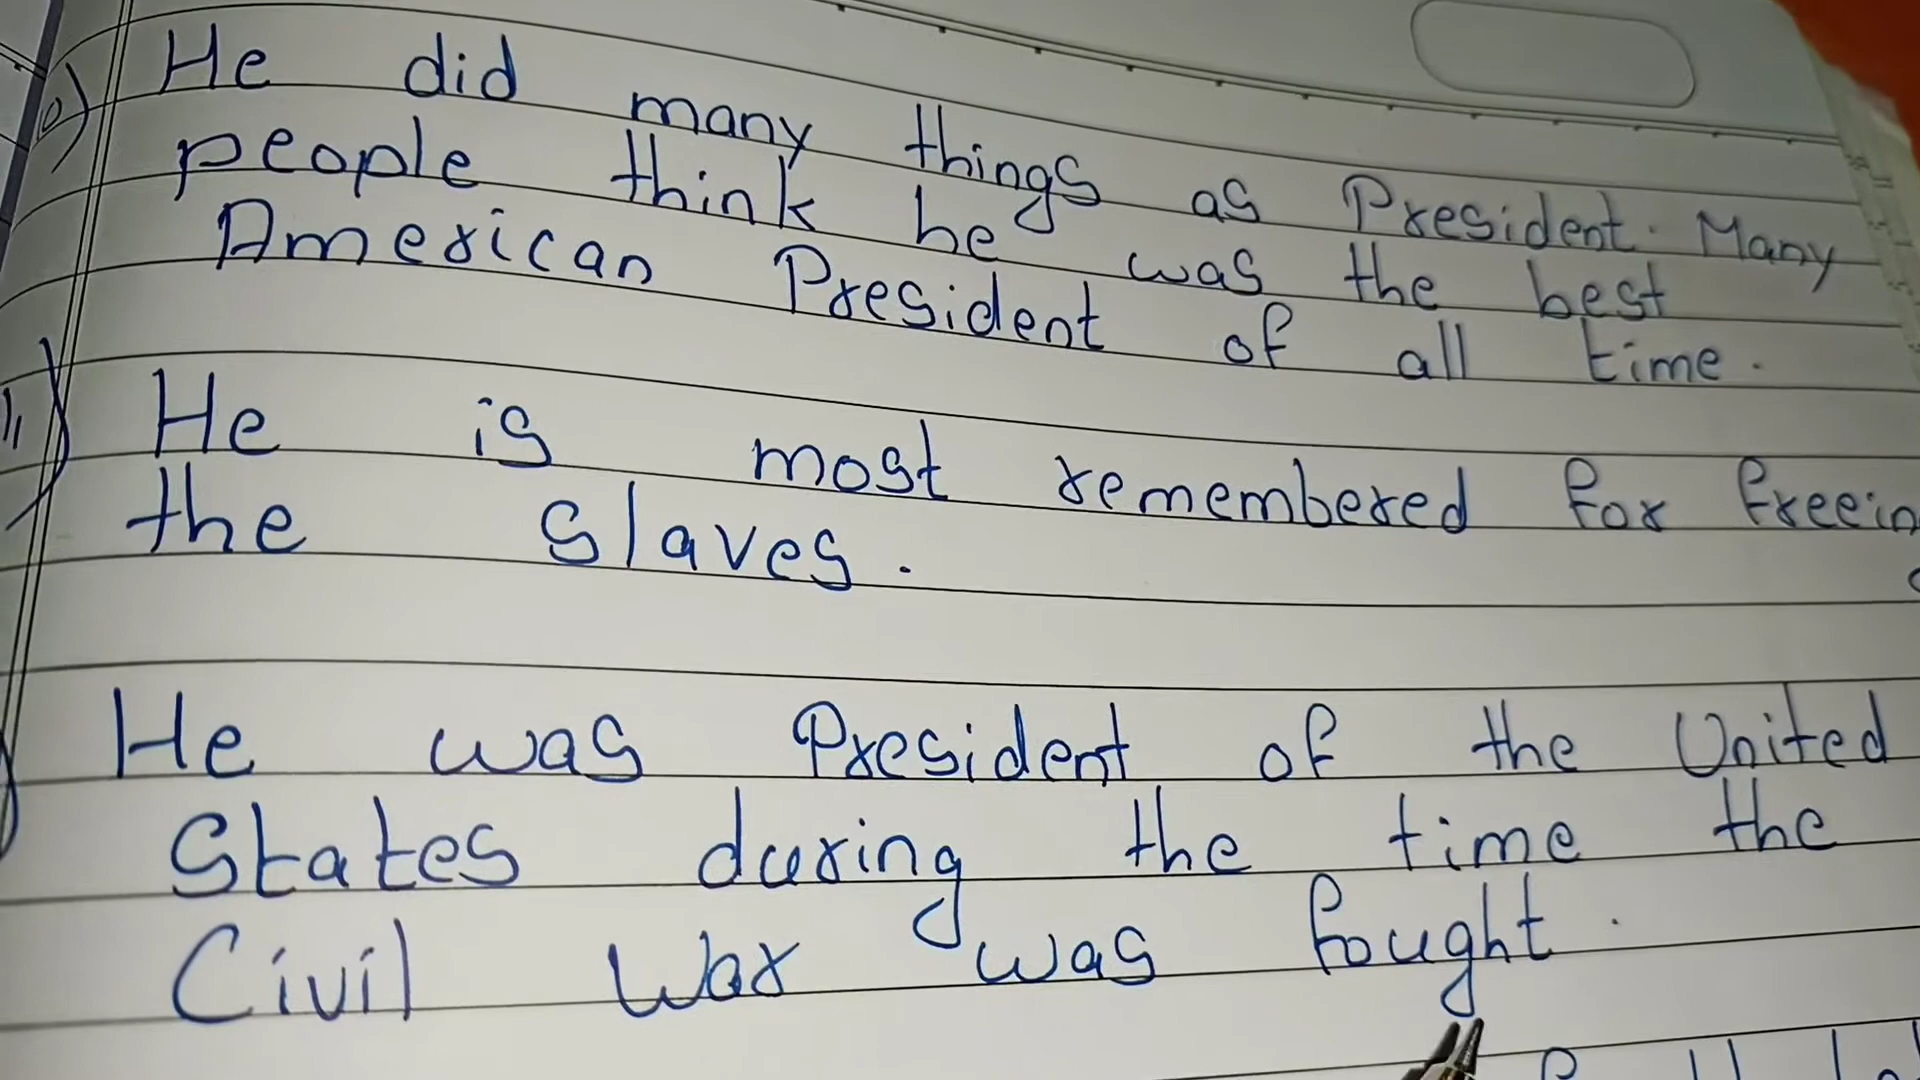 He did many things as President. Many
people think he was the best
American President of all time.
He is most remembered for freein
the slaves.
He was President of the United
States during the time the
Civil War was fought.